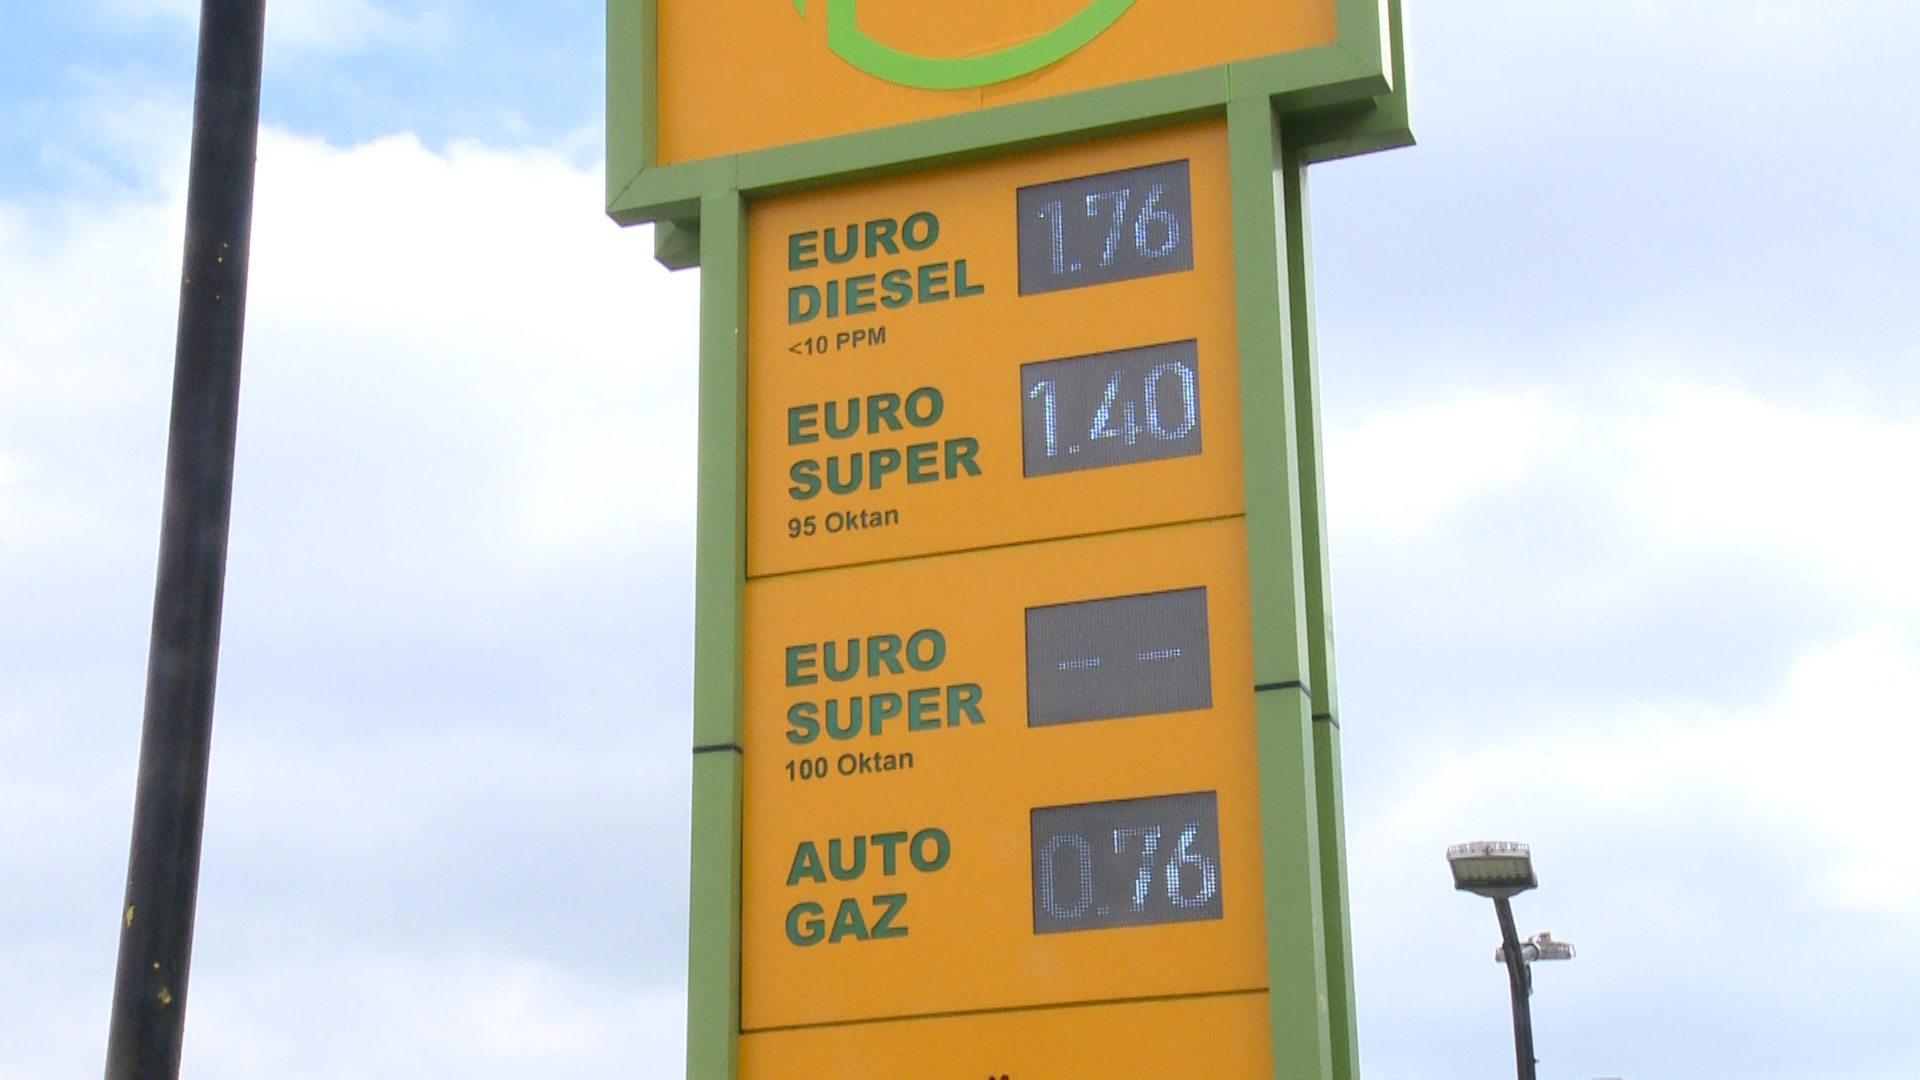 EURO
DIESEL
<10 PPM
1.76
EURO
SUPER
95 Oktan
1.40
EURO
SUPER
100 Oktan
- -
AUTO
GAZ
0.76